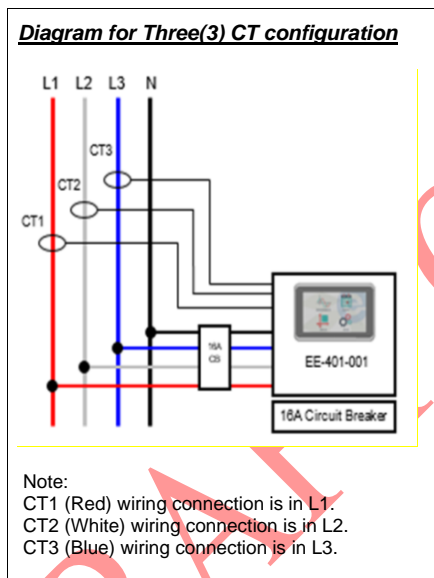 Diagram for Three(3) CT configuration
L1 L2 L3 N
CT3
CT2
CT1
16A
CB
EE-401-001
16A Circuit Breaker
Note:
CT1 (Red) wiring connection is in L1.
CT2 (White) wiring connection is in L2.
CT3 (Blue) wiring connection is in L3.